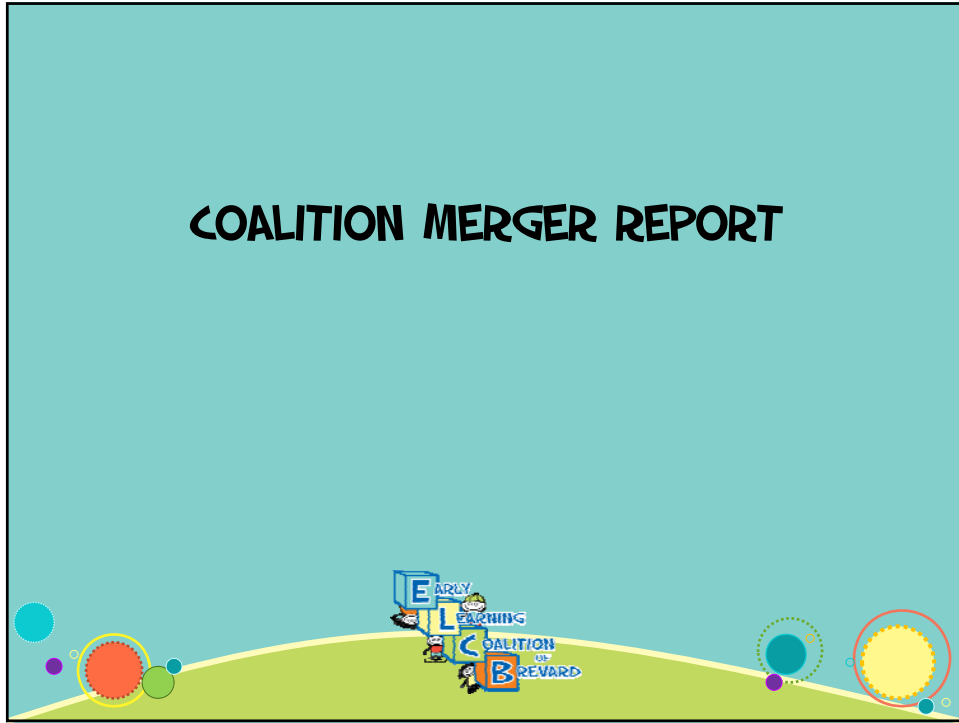 COALITION MERGER REPORT
EARLY
LEARNING
COALITION
OF
BREVARD